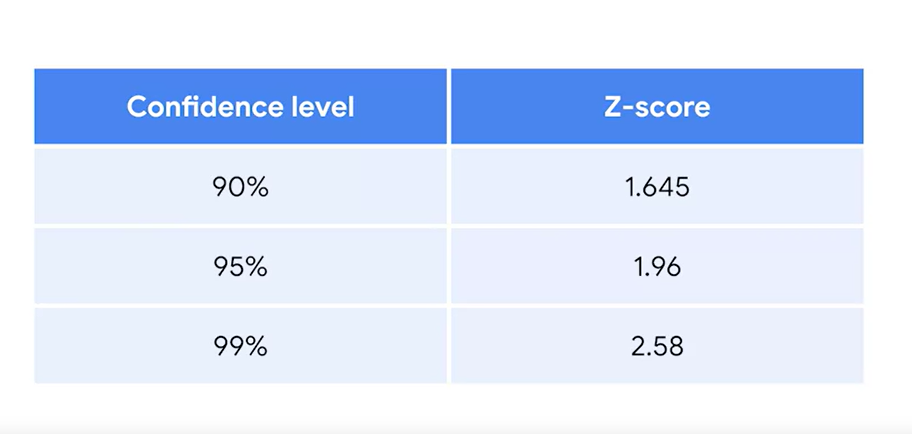 Confidence level Z-score
90% 1.645
95% 1.96
99% 2.58